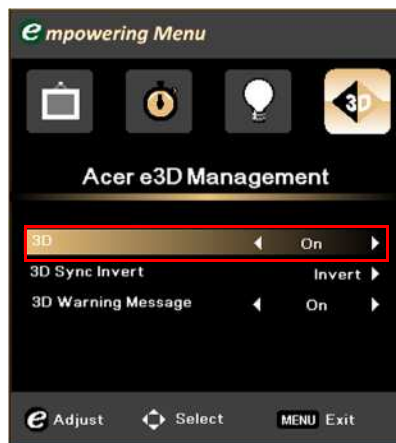 e mpowering Menu
3D
Acer e3D Management
3D On
3D Sync Invert Invert
3D Warning Message On
e Adjust Select MENU Exit